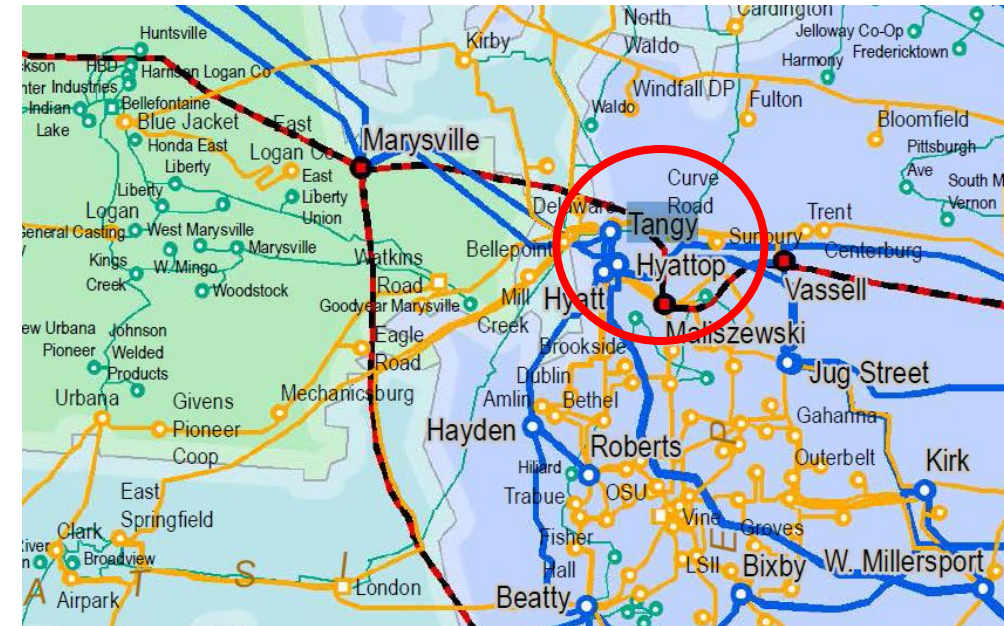 North
Waldo
Cardington
Jelloway Co-Op
Fredericktown
Harmony
Huntsville
Kirby
HBD
Harrison Logan Co
Industries
Indian
Lake
Bellefontaine
Blue Jacket
East
Logan Co
Marysville
Windfall DP
Fulton
Waldo
Bloomfield
Pittsburgh
Ave
South M
Vernon
Honda East
Liberty
East
Liberty
Union
Liberty
Logan
General Casting
West Marysville
Marysville
Kings
Creek
W. Mingo
Woodstock
Curve
Road
Delaware
Tangy
Trent
Sunbury
Centerburg
Bellepoint
Hyattop
Vassell
Watkins
Road
Goodyear Marysville
Mill
Creek
Hyatt
Maliszewski
ew Urbana
Pioneer
Johnson
Welded
Products
Eagle
Road
Brookside
Dublin
Jug Street
Urbana
Givens
Pioneer
Coop
Mechanicsburg
Amlin
Bethel
Gahanna
Hayden
Roberts
Outerbelt
Kirk
Hilliard
Trabue
OSU
East
Springfield
Vine
Groves
Clark
River
Broadview
Fisher
Hall
LSII
Bixby
W. Millersport
Airpark
London
Beatty
A T S I
E P